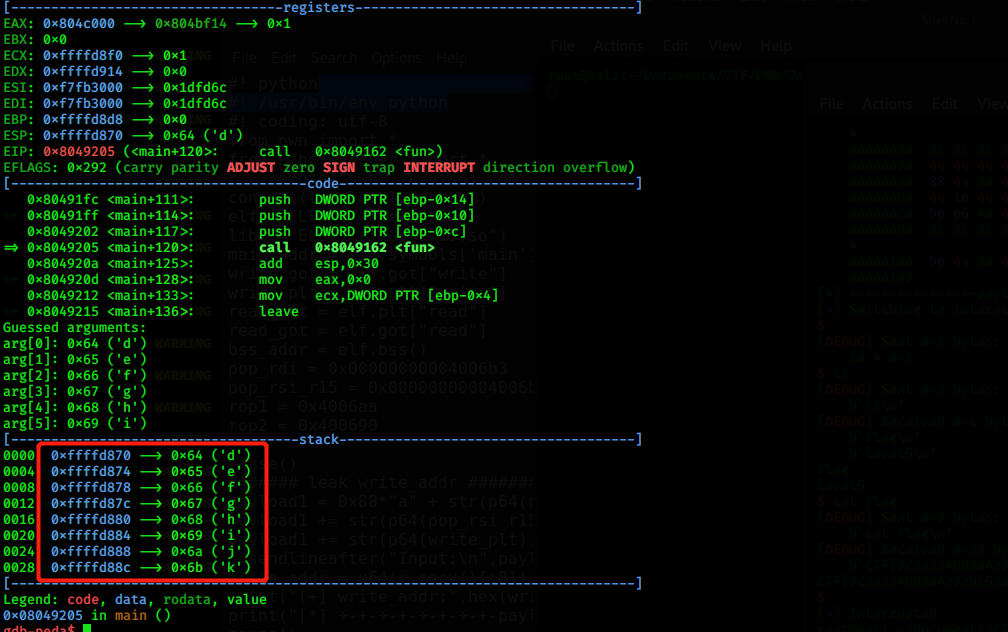 [----------------------------------registers-----------------------------------]
EAX: 0x804c000 --> 0x804bf14 --> 0x1
EBX: 0x0
ECX: 0xffffd8f0 --> 0x1
EDX: 0xffffd914 --> 0x0
ESI: 0xf7fb3000 --> 0x1dfd6c
EDI: 0xf7fb3000 --> 0x1dfd6c
EBP: 0xffffd8d8 --> 0x0
ESP: 0xffffd870 --> 0x64 ('d')
EIP: 0x8049205 (<main+120>: call 0x8049162 <fun>)
EFLAGS: 0x292 (carry parity ADJUST zero SIGN trap INTERRUPT direction overflow)
[-------------------------------------code-------------------------------------]
0x80491fc <main+111>: push DWORD PTR [ebp-0x14]
0x80491ff <main+114>: push DWORD PTR [ebp-0x10]
0x8049202 <main+117>: push DWORD PTR [ebp-0xc]
=> 0x8049205 <main+120>: call 0x8049162 <fun>
0x804920a <main+125>: add esp,0x30
0x804920d <main+128>: mov eax,0x0
0x8049212 <main+133>: mov ecx,DWORD PTR [ebp-0x4]
0x8049215 <main+136>: leave
Guessed arguments:
arg[0]: 0x64 ('d')
arg[1]: 0x65 ('e')
arg[2]: 0x66 ('f')
arg[3]: 0x67 ('g')
arg[4]: 0x68 ('h')
arg[5]: 0x69 ('i')
[------------------------------------stack-------------------------------------]
0000| 0xffffd870 --> 0x64 ('d')
0004| 0xffffd874 --> 0x65 ('e')
0008| 0xffffd878 --> 0x66 ('f')
0012| 0xffffd87c --> 0x67 ('g')
0016| 0xffffd880 --> 0x68 ('h')
0020| 0xffffd884 --> 0x69 ('i')
0024| 0xffffd888 --> 0x6a ('j')
0028| 0xffffd88c --> 0x6b ('k')
[------------------------------------------------------------------------------]
Legend: code, data, rodata, value
0x08049205 in main ()
gdb-peda$